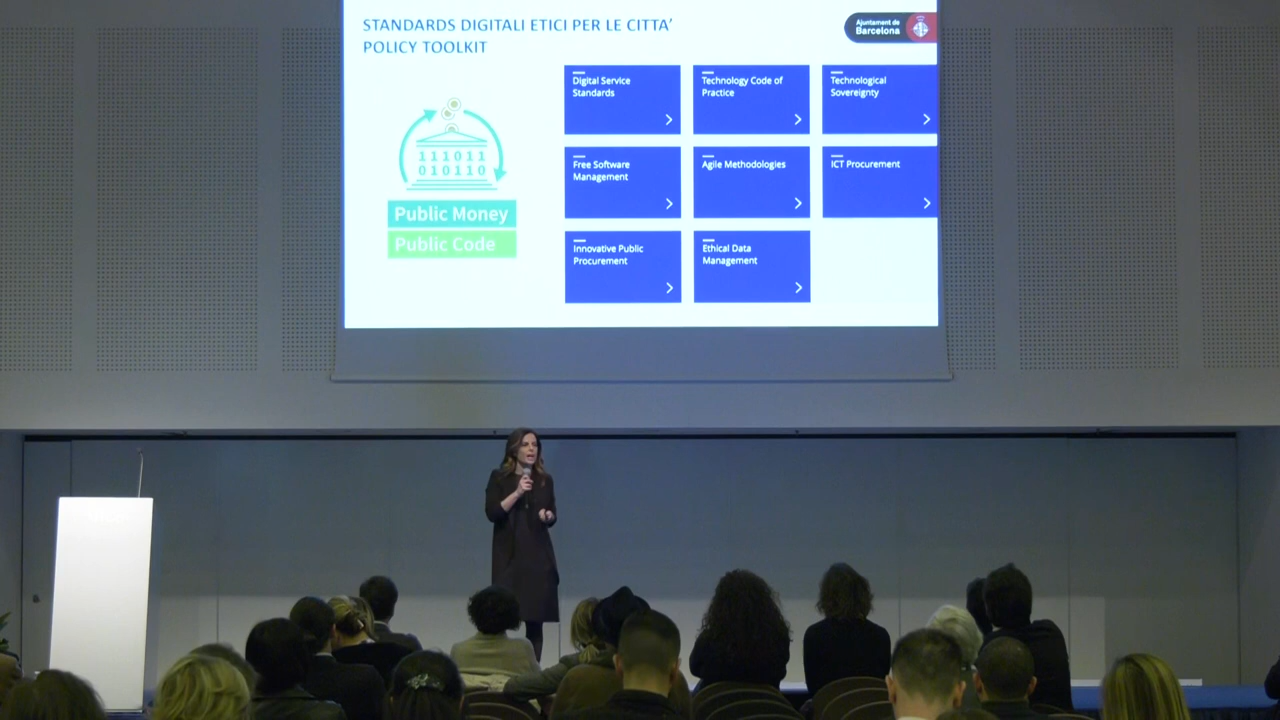 STANDARDS DIGITALI ETICI PER LE CITTA’
POLICY TOOLKIT
Ajuntament de
Barcelona
111011
010110
Public Money
Public Code
Digital Service
Standards
Technology Code of
Practice
Technological
Sovereignty
Free Software
Management
Agile Methodologies
ICT Procurement
Innovative Public
Procurement
Ethical Data
Management